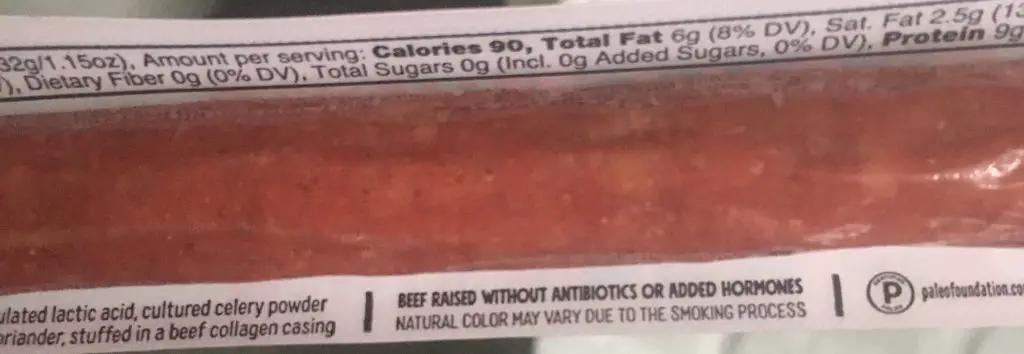 32g/1.15oz), Amount per serving: Calories 90, Total Fat 6g (8% DV), Sat. Fat 2.5g (13
), Dietary Fiber 0g (0% DV), Total Sugars 0g (Incl. 0g Added Sugars, 0% DV), Protein 9g
ulated lactic acid, cultured celery powder
oriander, stuffed in a beef collagen casing
BEEF RAISED WITHOUT ANTIBIOTICS OR ADDED HORMONES
NATURAL COLOR MAY VARY DUE TO THE SMOKING PROCESS
P
paleofoundation.co